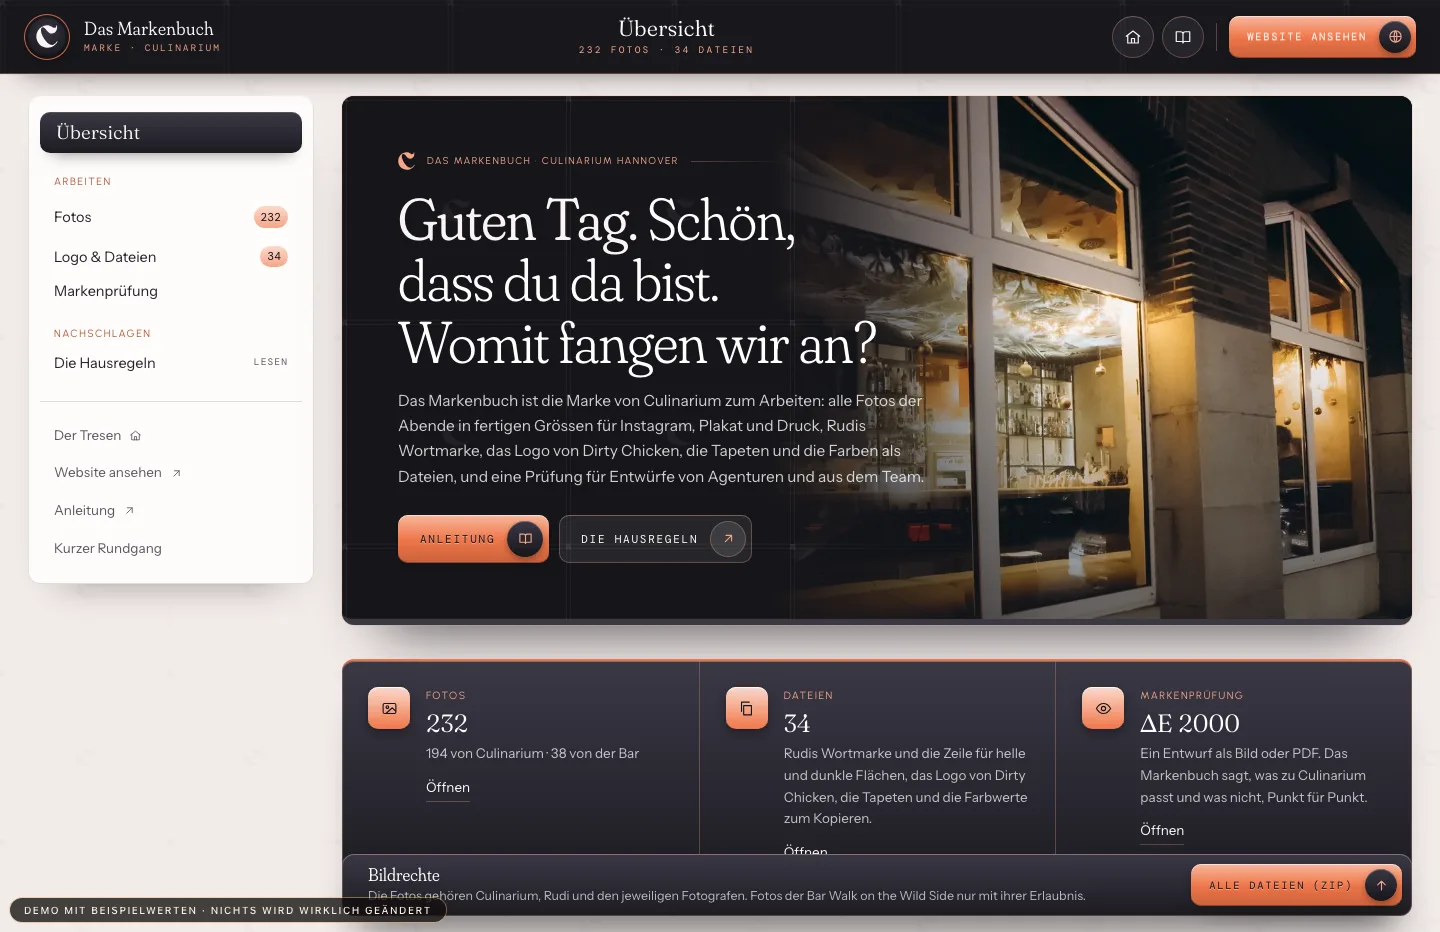 Das Markenbuch
MARKE · CULINARIUM
Übersicht
232 FOTOS · 34 DATEIEN
WEBSITE ANSEHEN
Übersicht
ARBEITEN
Fotos
232
Logo & Dateien
34
Markenprüfung
NACHSCHLAGEN
Die Hausregeln
LESEN
Der Tresen
Website ansehen
Anleitung
Kurzer Rundgang
DAS MARKENBUCH · CULINARIUM HANNOVER
Guten Tag. Schön,
dass du da bist.
Womit fangen wir an?
Das Markenbuch ist die Marke von Culinarium zum Arbeiten: alle Fotos der
Abende in fertigen Grössen für Instagram, Plakat und Druck, Rudis
Wortmarke, das Logo von Dirty Chicken, die Tapeten und die Farben als
Dateien, und eine Prüfung für Entwürfe von Agenturen und aus dem Team.
ANLEITUNG
DIE HAUSREGELN
FOTOS
232
194 von Culinarium · 38 von der Bar
Öffnen
DATEIEN
34
Rudis Wortmarke und die Zeile für helle
und dunkle Flächen, das Logo von Dirty
Chicken, die Tapeten und die Farbwerte
zum Kopieren.
Öffnen
MARKENPRÜFUNG
ΔE 2000
Ein Entwurf als Bild oder PDF. Das
Markenbuch sagt, was zu Culinarium
passt und was nicht, Punkt für Punkt.
Öffnen
Bildrechte
Die Fotos gehören Culinarium, Rudi und den jeweiligen Fotografen. Fotos der Bar Walk on the Wild Side nur mit ihrer Erlaubnis.
ALLE DATEIEN (ZIP)
DEMO MIT BEISPIELWERTEN · NICHTS WIRD WIRKLICH GEÄNDERT